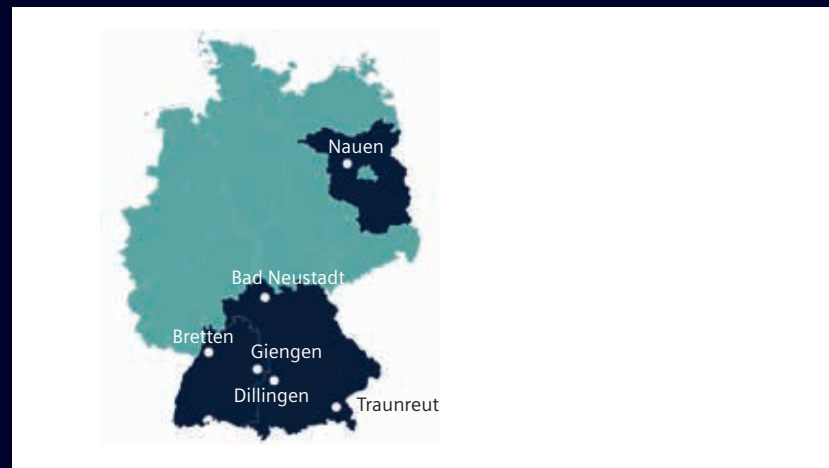 Nauen
Bad Neustadt
Bretten
Giengen
Dillingen
Traunreut